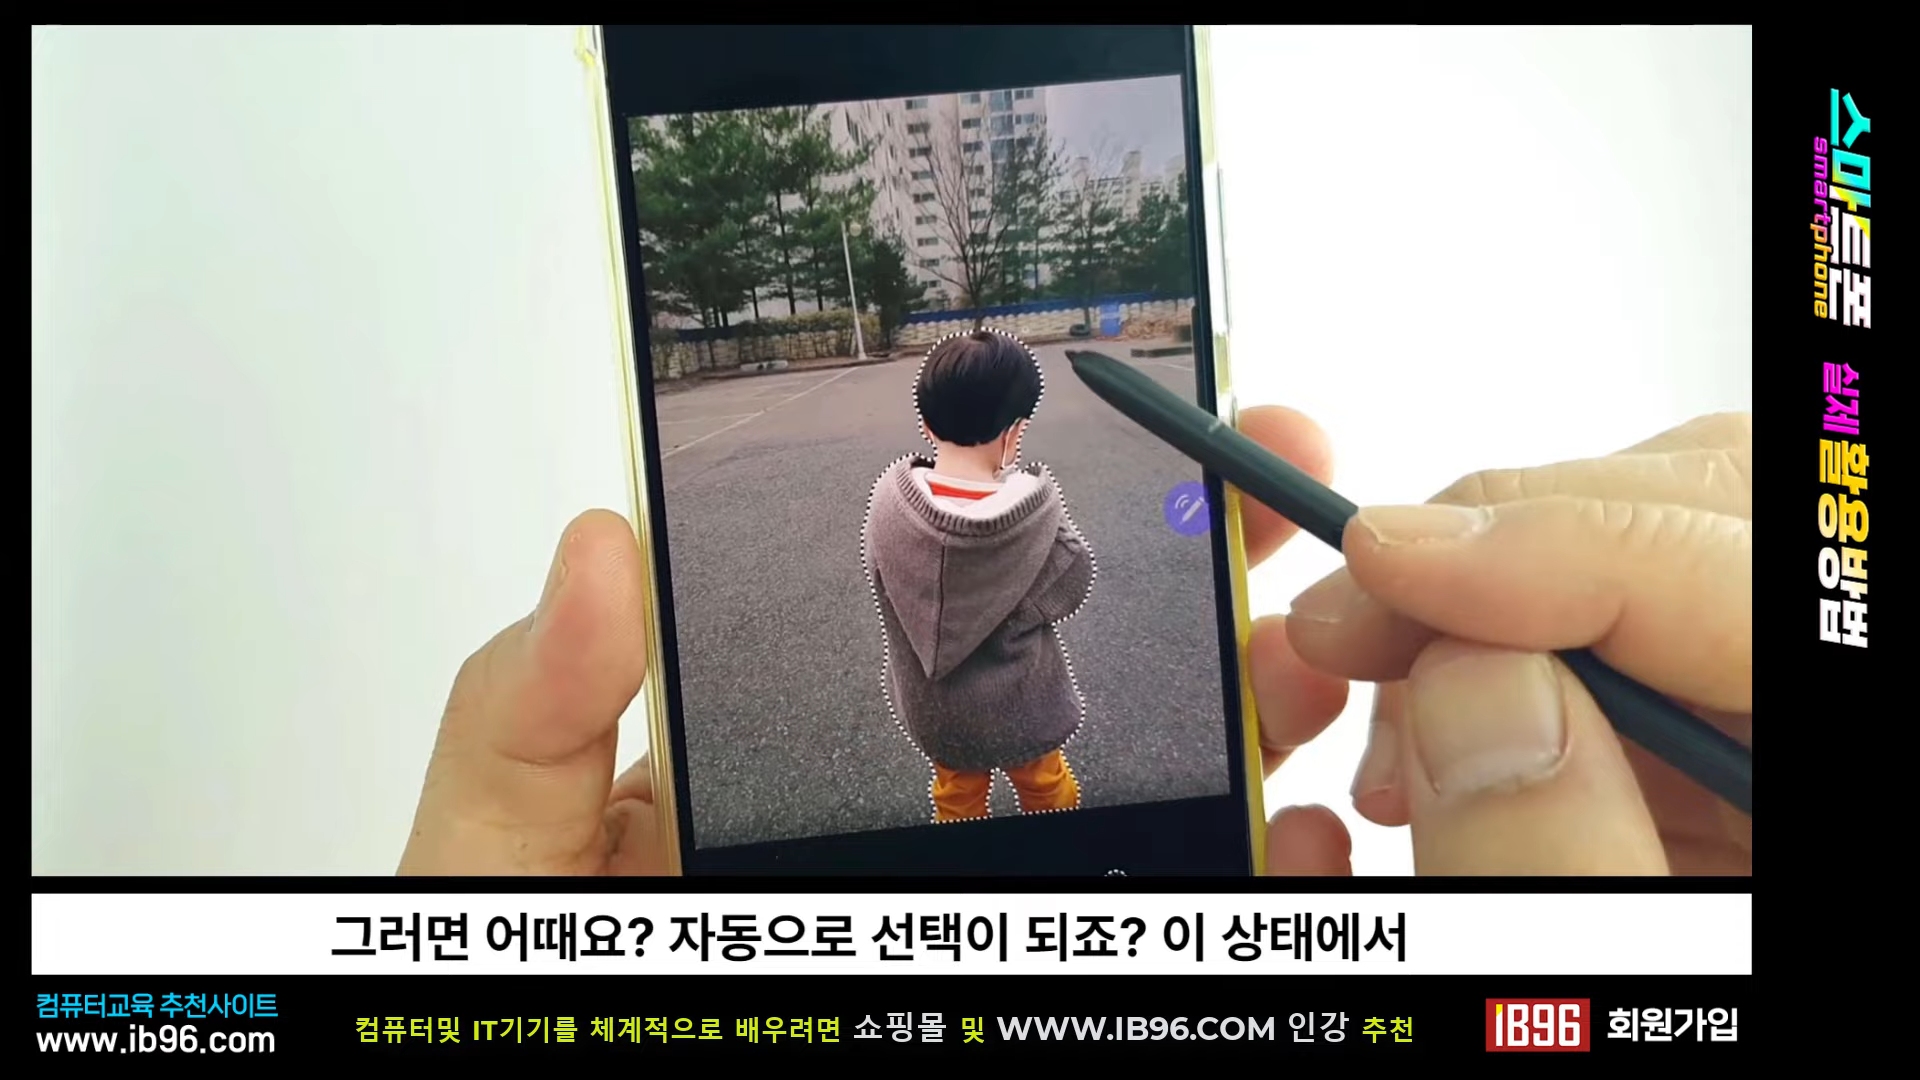 스마트폰
smartphone
실제 활용방법
그러면 어때요? 자동으로 선택이 되죠? 이 상태에서
컴퓨터교육 추천사이트
www.ib96.com
컴퓨터및 IT기기를 체계적으로 배우려면 쇼핑몰 및 WWW.IB96.COM 인강 추천
IB96 회원가입